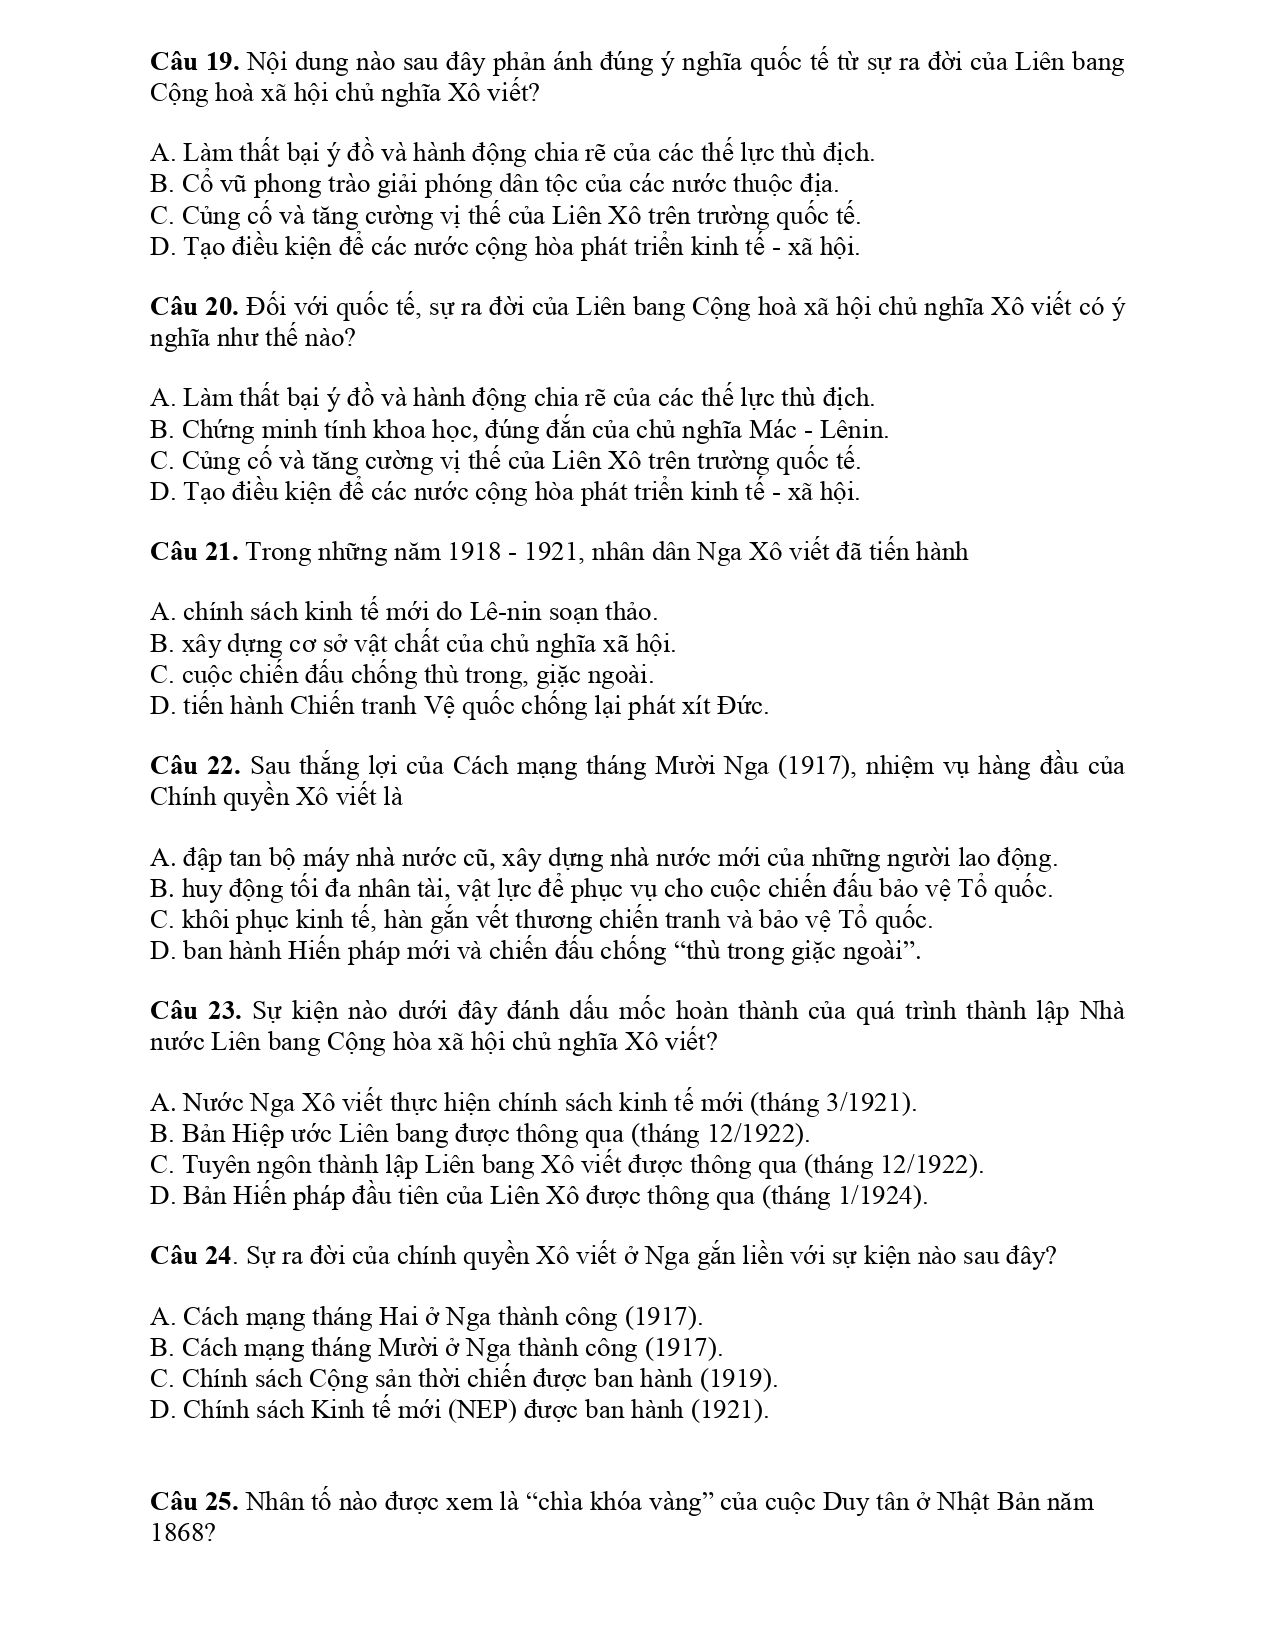 Câu 19. Nội dung nào sau đây phản ánh đúng ý nghĩa quốc tế từ sự ra đời của Liên bang
Cộng hoà xã hội chủ nghĩa Xô viết?
A. Làm thất bại ý đồ và hành động chia rẽ của các thế lực thù địch.
B. Cổ vũ phong trào giải phóng dân tộc của các nước thuộc địa.
C. Củng cố và tăng cường vị thế của Liên Xô trên trường quốc tế.
D. Tạo điều kiện để các nước cộng hòa phát triển kinh tế - xã hội.
Câu 20. Đối với quốc tế, sự ra đời của Liên bang Cộng hoà xã hội chủ nghĩa Xô viết có ý
nghĩa như thế nào?
A. Làm thất bại ý đồ và hành động chia rẽ của các thế lực thù địch.
B. Chứng minh tính khoa học, đúng đắn của chủ nghĩa Mác - Lênin.
C. Củng cố và tăng cường vị thế của Liên Xô trên trường quốc tế.
D. Tạo điều kiện để các nước cộng hòa phát triển kinh tế - xã hội.
Câu 21. Trong những năm 1918 - 1921, nhân dân Nga Xô viết đã tiến hành
A. chính sách kinh tế mới do Lê-nin soạn thảo.
B. xây dựng cơ sở vật chất của chủ nghĩa xã hội.
C. cuộc chiến đấu chống thù trong, giặc ngoài.
D. tiến hành Chiến tranh Vệ quốc chống lại phát xít Đức.
Câu 22. Sau thắng lợi của Cách mạng tháng Mười Nga (1917), nhiệm vụ hàng đầu của
Chính quyền Xô viết là
A. đập tan bộ máy nhà nước cũ, xây dựng nhà nước mới của những người lao động.
B. huy động tối đa nhân tài, vật lực để phục vụ cho cuộc chiến đấu bảo vệ Tổ quốc.
C. khôi phục kinh tế, hàn gắn vết thương chiến tranh và bảo vệ Tổ quốc.
D. ban hành Hiến pháp mới và chiến đấu chống “thù trong giặc ngoài”.
Câu 23. Sự kiện nào dưới đây đánh dấu mốc hoàn thành của quá trình thành lập Nhà
nước Liên bang Cộng hòa xã hội chủ nghĩa Xô viết?
A. Nước Nga Xô viết thực hiện chính sách kinh tế mới (tháng 3/1921).
B. Bản Hiệp ước Liên bang được thông qua (tháng 12/1922).
C. Tuyên ngôn thành lập Liên bang Xô viết được thông qua (tháng 12/1922).
D. Bản Hiến pháp đầu tiên của Liên Xô được thông qua (tháng 1/1924).
Câu 24. Sự ra đời của chính quyền Xô viết ở Nga gắn liền với sự kiện nào sau đây?
A. Cách mạng tháng Hai ở Nga thành công (1917).
B. Cách mạng tháng Mười ở Nga thành công (1917).
C. Chính sách Cộng sản thời chiến được ban hành (1919).
D. Chính sách Kinh tế mới (NEP) được ban hành (1921).
Câu 25. Nhân tố nào được xem là “chìa khóa vàng” của cuộc Duy tân ở Nhật Bản năm
1868?